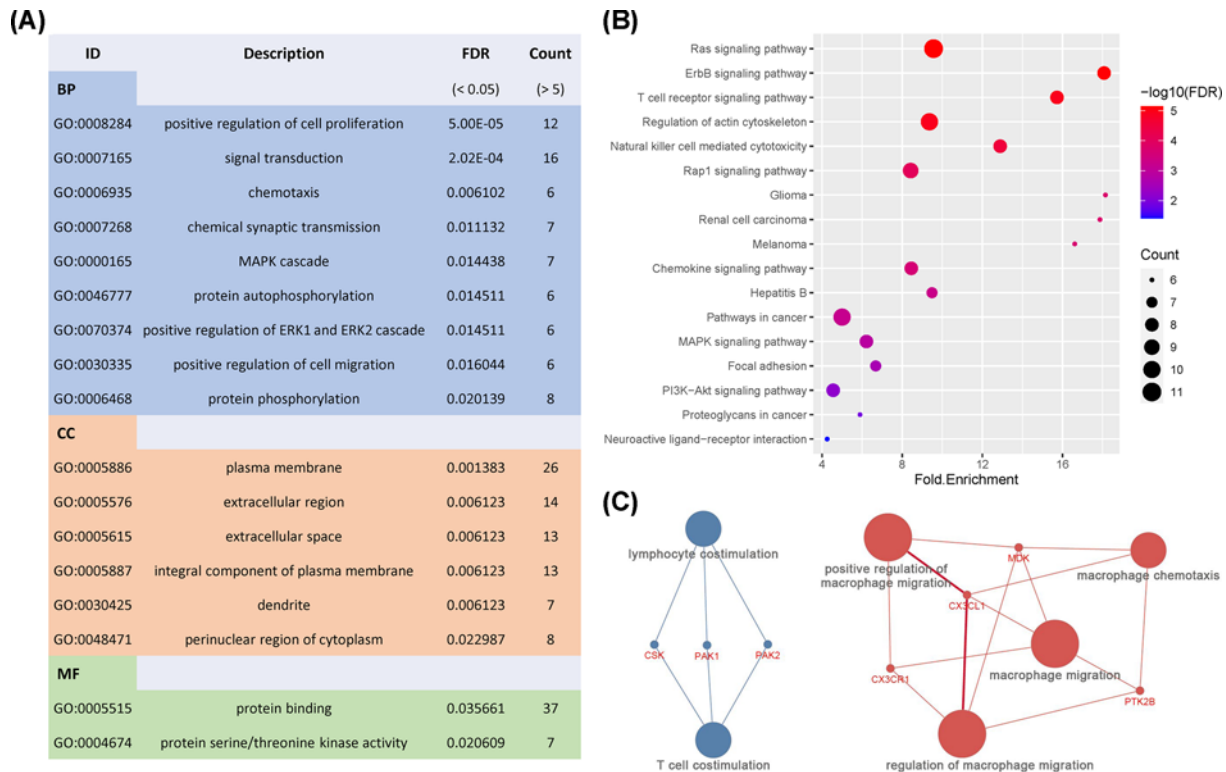 (A)
ID Description FDR Count
BP (< 0.05) (> 5)
GO:0008284 positive regulation of cell proliferation 5.00E-05 12
GO:0007165 signal transduction 2.02E-04 16
GO:0006935 chemotaxis 0.006102 6
GO:0007268 chemical synaptic transmission 0.011132 7
GO:0000165 MAPK cascade 0.014438 7
GO:0046777 protein autophosphorylation 0.014511 6
GO:0070374 positive regulation of ERK1 and ERK2 cascade 0.014511 6
GO:0030335 positive regulation of cell migration 0.016044 6
GO:0006468 protein phosphorylation 0.020139 8
CC
GO:0005886 plasma membrane 0.001383 26
GO:0005576 extracellular region 0.006123 14
GO:0005615 extracellular space 0.006123 13
GO:0005887 integral component of plasma membrane 0.006123 13
GO:0030425 dendrite 0.006123 7
GO:0048471 perinuclear region of cytoplasm 0.022987 8
MF
GO:0005515 protein binding 0.035661 37
GO:0004674 protein serine/threonine kinase activity 0.020609 7
(B)
Ras signaling pathway
ErbB signaling pathway
T cell receptor signaling pathway
Regulation of actin cytoskeleton
Natural killer cell mediated cytotoxicity
Rap1 signaling pathway
Glioma
Renal cell carcinoma
Melanoma
Chemokine signaling pathway
Hepatitis B
Pathways in cancer
MAPK signaling pathway
Focal adhesion
PI3K−Akt signaling pathway
Proteoglycans in cancer
Neuroactive ligand−receptor interaction
4 8 12 16
Fold.Enrichment
−log10(FDR)
5
4
3
2
Count
6
7
8
9
10
11
(C)
lymphocyte costimulation
CSK PAK1 PAK2
T cell costimulation
positive regulation of
macrophage migration
MDK
macrophage chemotaxis
CX3CL1
macrophage migration
CX3CR1
PTK2B
regulation of macrophage migration